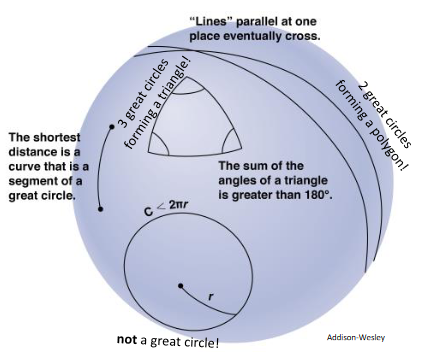 “Lines” parallel at one
place eventually cross.
3 great circles
forming a triangle!
2 great circles
forming a polygon!
The shortest
distance is a
curve that is a
segment of a
great circle.
The sum of the
angles of a triangle
is greater than 180°.
C < 2πr
r
not a great circle!
Addison-Wesley